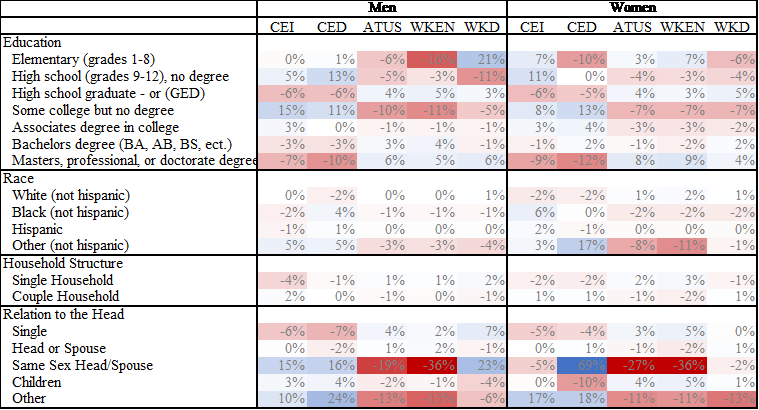 Men Women
CEI CED ATUS WKEN WKD CEI CED ATUS WKEN WKD
Education
Elementary (grades 1-8) 0% 1% -6% -16% 21% 7% -10% 3% 7% -6%
High school (grades 9-12), no degree 5% 13% -5% -3% -11% 11% 0% -4% -3% -4%
High school graduate - or (GED) -6% -6% 4% 5% 3% -6% -5% 4% 3% 5%
Some college but no degree 15% 11% -10% -11% -5% 8% 13% -7% -7% -7%
Associates degree in college 3% 0% -1% -1% -1% 3% 4% -3% -3% -2%
Bachelors degree (BA, AB, BS, ect.) -3% -3% 3% 4% -1% -1% 2% -1% -2% 2%
Masters, professional, or doctorate degree -7% -10% 6% 5% 6% -9% -12% 8% 9% 4%
Race
White (not hispanic) 0% -2% 0% 0% 1% -2% -2% 1% 2% 1%
Black (not hispanic) -2% 4% -1% -1% -1% 6% 0% -2% -2% -2%
Hispanic -1% 1% 0% 0% 0% 2% -1% 0% 0% 0%
Other (not hispanic) 5% 5% -3% -3% -4% 3% 17% -8% -11% -1%
Household Structure
Single Household -4% -1% 1% 1% 2% -2% -2% 2% 3% -1%
Couple Household 2% 0% -1% 0% -1% 1% 1% -1% -2% 1%
Relation to the Head
Single -6% -7% 4% 2% 7% -5% -4% 3% 5% 0%
Head or Spouse 0% -2% 1% 2% -1% 0% 1% -1% -2% 1%
Same Sex Head/Spouse 15% 16% -19% -36% 23% -5% 69% -27% -36% -2%
Children 3% 4% -2% -1% -4% 0% -10% 4% 5% 1%
Other 10% 24% -13% -15% -6% 17% 18% -11% -11% -13%